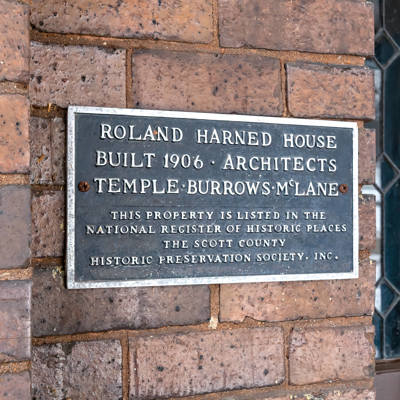 ROLAND HARNED HOUSE
BUILT 1906 · ARCHITECTS
TEMPLE·BURROWS·McLANE
THIS PROPERTY IS LISTED IN THE
NATIONAL REGISTER OF HISTORIC PLACES
THE SCOTT COUNTY
HISTORIC PRESERVATION SOCIETY, INC.